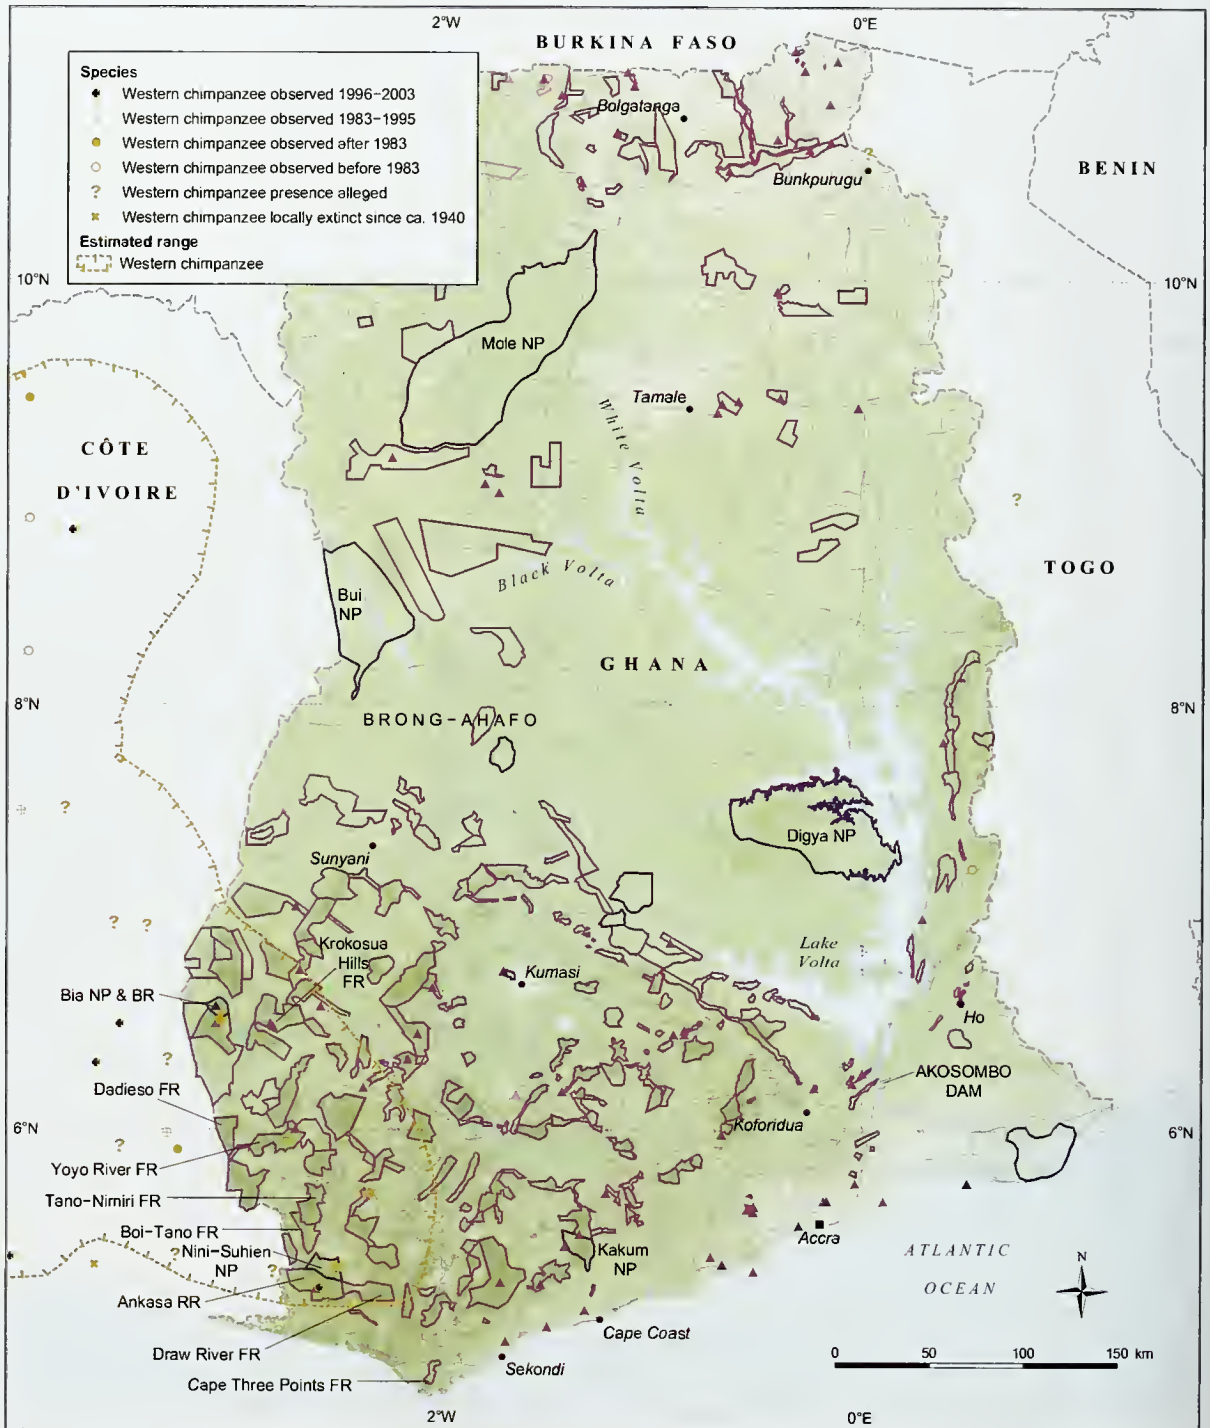 2°W
0°E
BURKINA FASO
Species
Western chimpanzee observed 1996–2003
Western chimpanzee observed 1983–1995
Western chimpanzee observed after 1983
Western chimpanzee observed before 1983
? Western chimpanzee presence alleged
Western chimpanzee locally extinct since ca. 1940
Estimated range
Western chimpanzee
Bolgatanga
Bunkpurugu
BENIN
10°N
10°N
Mole NP
Tamale
White Volta
CÔTE
D'IVOIRE
Black Volta
TOGO
Bui
NP
GHANA
8°N
8°N
BRONG-AHAFO
Digya NP
Sunyani
Krokosua
Hills
FR
Lake
Volta
Kumasi
Bia NP & BR
Ho
Dadieso FR
AKOSOMBO
DAM
6°N
6°N
Koforidua
Yoyo River FR
Tano-Nimiri FR
Boi-Tano FR
Nini-Suhien
NP
Kakum
NP
Accra
ATLANTIC
OCEAN
N
Ankasa RR
Draw River FR
Cape Coast
Sekondi
Cape Three Points FR
0 50 100 150 km
2°W
0°E